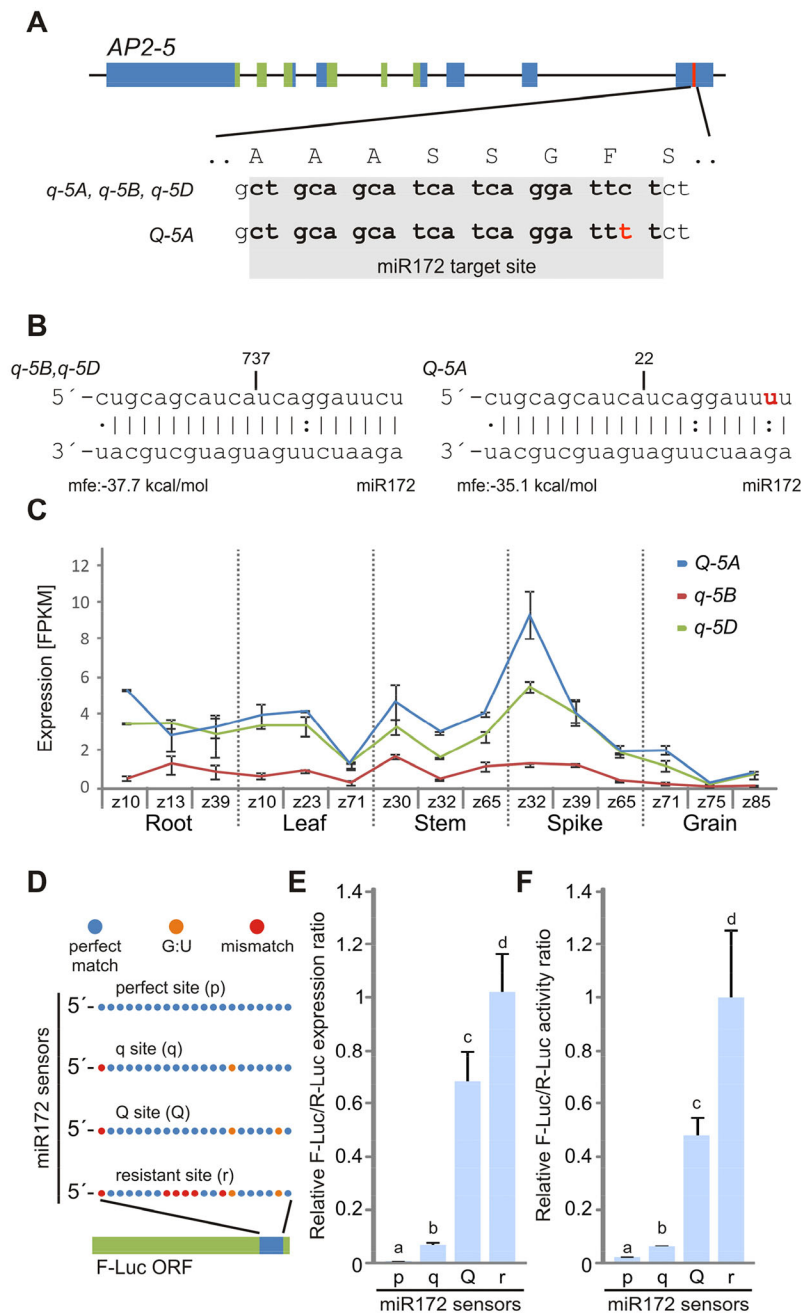 A
AP2-5
.. A A A S S G F S ..
q-5A, q-5B, q-5D gct gca gca tca tca gga ttc tct
Q-5A gct gca gca tca tca gga ttt tct
miR172 target site
B
q-5B,q-5D 737
5´-cugcagcaucaucaggauucu
3´-uacgucguaguaguucuaaga
mfe:-37.7 kcal/mol miR172
Q-5A 22
5´-cugcagcaucaucaggauuuu
3´-uacgucguaguaguucuaaga
mfe:-35.1 kcal/mol miR172
C
Expression [FPKM]
12
10
8
6
4
2
0
Q-5A
q-5B
q-5D
z10 z13 z39 z10 z23 z71 z30 z32 z65 z32 z39 z65 z71 z75 z85
Root Leaf Stem Spike Grain
D
perfect match
G:U
mismatch
miR172 sensors
perfect site (p)
5´-
q site (q)
5´-
Q site (Q)
5´-
resistant site (r)
5´-
F-Luc ORF
E
Relative F-Luc/R-Luc expression ratio
1.4
1.2
1
0.8
0.6
0.4
0.2
0
a b c d
p q Q r
miR172 sensors
F
Relative F-Luc/R-Luc activity ratio
1.4
1.2
1
0.8
0.6
0.4
0.2
0
a b c d
p q Q r
miR172 sensors